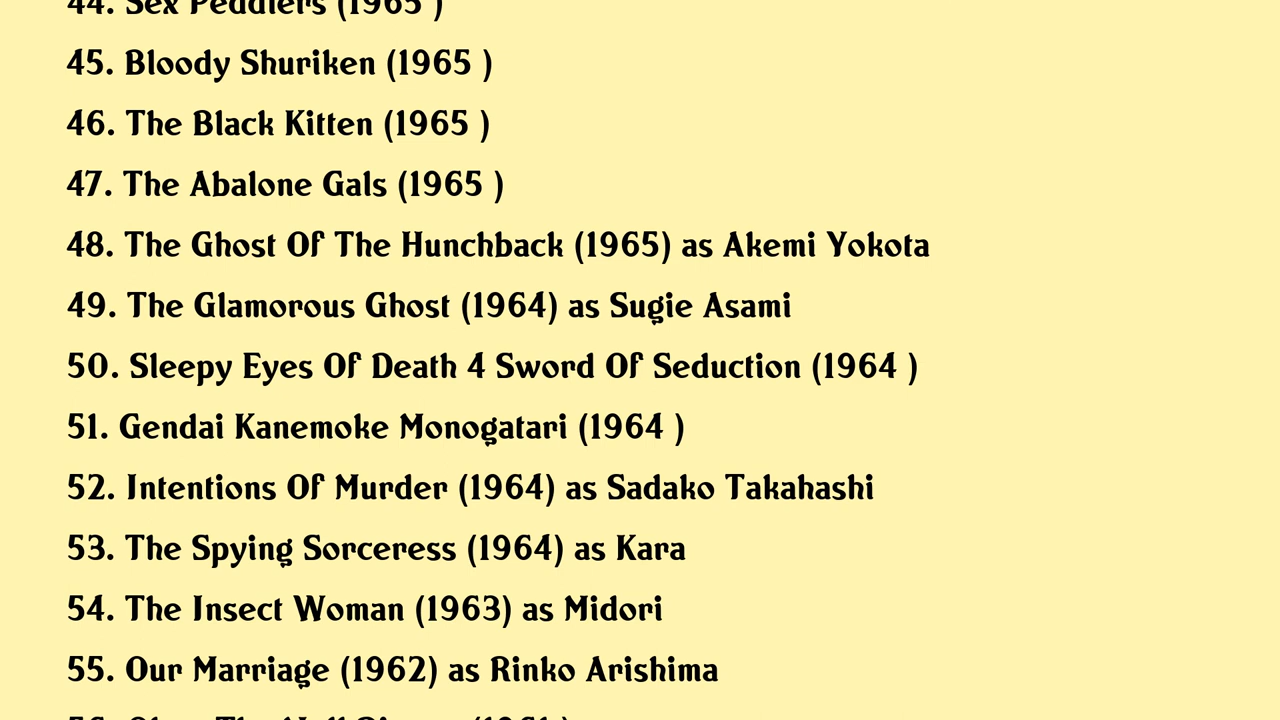 44. Sex Peddlers (1965 )
45. Bloody Shuriken (1965 )
46. The Black Kitten (1965 )
47. The Abalone Gals (1965 )
48. The Ghost Of The Hunchback (1965) as Akemi Yokota
49. The Glamorous Ghost (1964) as Sugie Asami
50. Sleepy Eyes Of Death 4 Sword Of Seduction (1964 )
51. Gendai Kanemoke Monogatari (1964 )
52. Intentions Of Murder (1964) as Sadako Takahashi
53. The Spying Sorceress (1964) as Kara
54. The Insect Woman (1963) as Midori
55. Our Marriage (1962) as Rinko Arishima